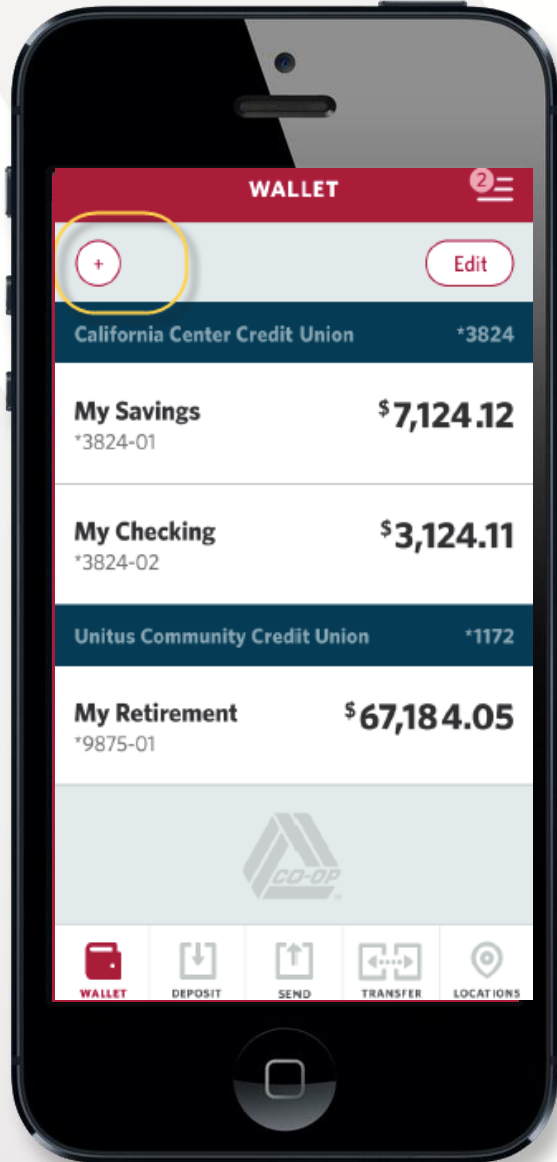 WALLET
2
+
Edit
California Center Credit Union *3824
My Savings $7,124.12
*3824-01
My Checking $3,124.11
*3824-02
Unitus Community Credit Union *1172
My Retirement $67,184.05
*9875-01
CO-OP
WALLET DEPOSIT SEND TRANSFER LOCATIONS